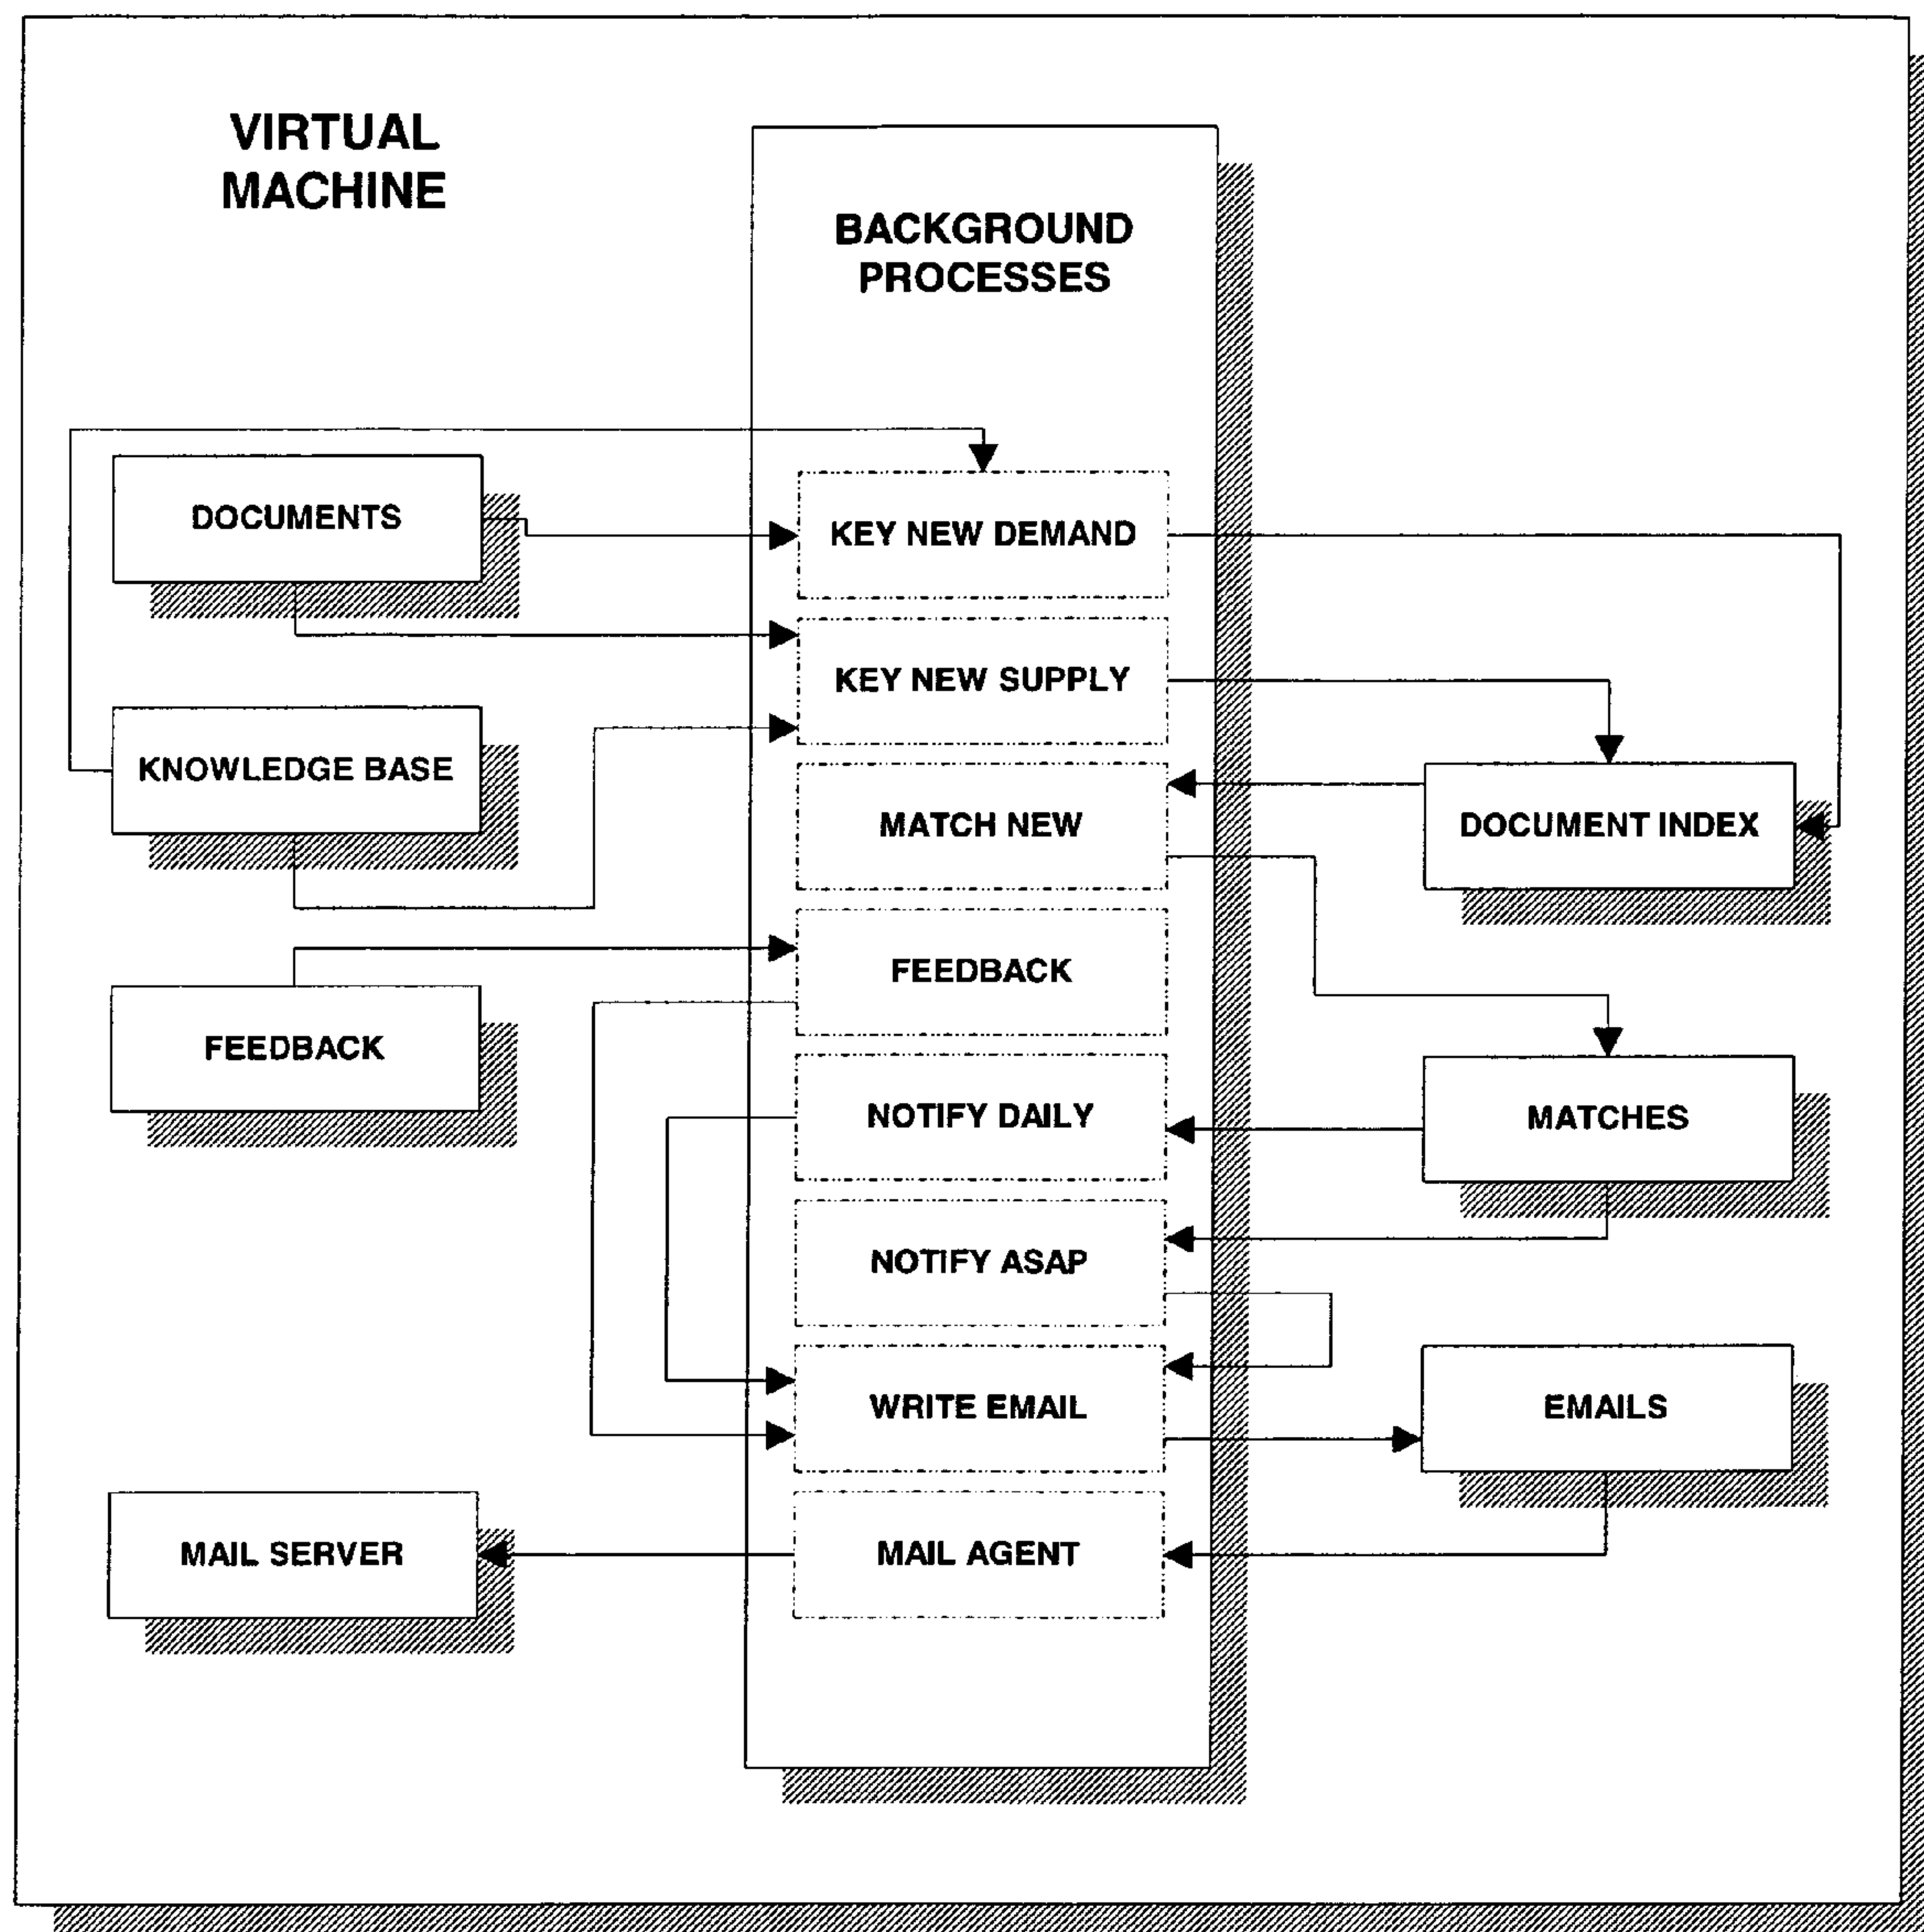 VIRTUAL
MACHINE
BACKGROUND
PROCESSES
DOCUMENTS
KEY NEW DEMAND
KEY NEW SUPPLY
KNOWLEDGE BASE
MATCH NEW
DOCUMENT INDEX
FEEDBACK
FEEDBACK
NOTIFY DAILY
MATCHES
NOTIFY ASAP
WRITE EMAIL
EMAILS
MAIL SERVER
MAIL AGENT